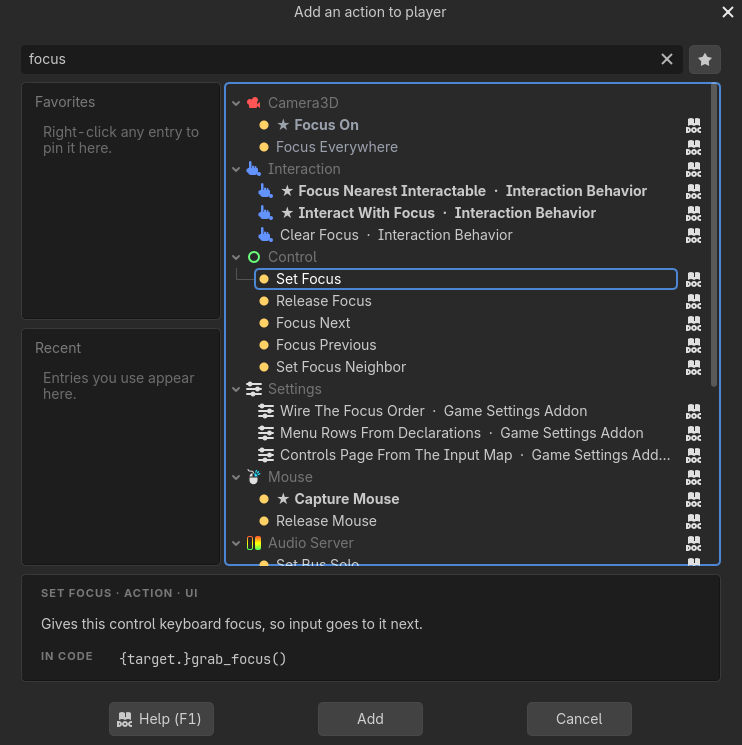 Add an action to player
focus
Favorites
Right-click any entry to
pin it here.
Recent
Entries you use appear
here.
Camera3D
★ Focus On
Focus Everywhere
Interaction
★ Focus Nearest Interactable · Interaction Behavior
★ Interact With Focus · Interaction Behavior
Clear Focus · Interaction Behavior
Control
Set Focus
Release Focus
Focus Next
Focus Previous
Set Focus Neighbor
Settings
Wire The Focus Order · Game Settings Addon
Menu Rows From Declarations · Game Settings Addon
Controls Page From The Input Map · Game Settings Add...
Mouse
★ Capture Mouse
Release Mouse
Audio Server
Set Bus Solo
SET FOCUS · ACTION · UI
Gives this control keyboard focus, so input goes to it next.
IN CODE {target.}grab_focus()
DOC Help (F1)
Add
Cancel